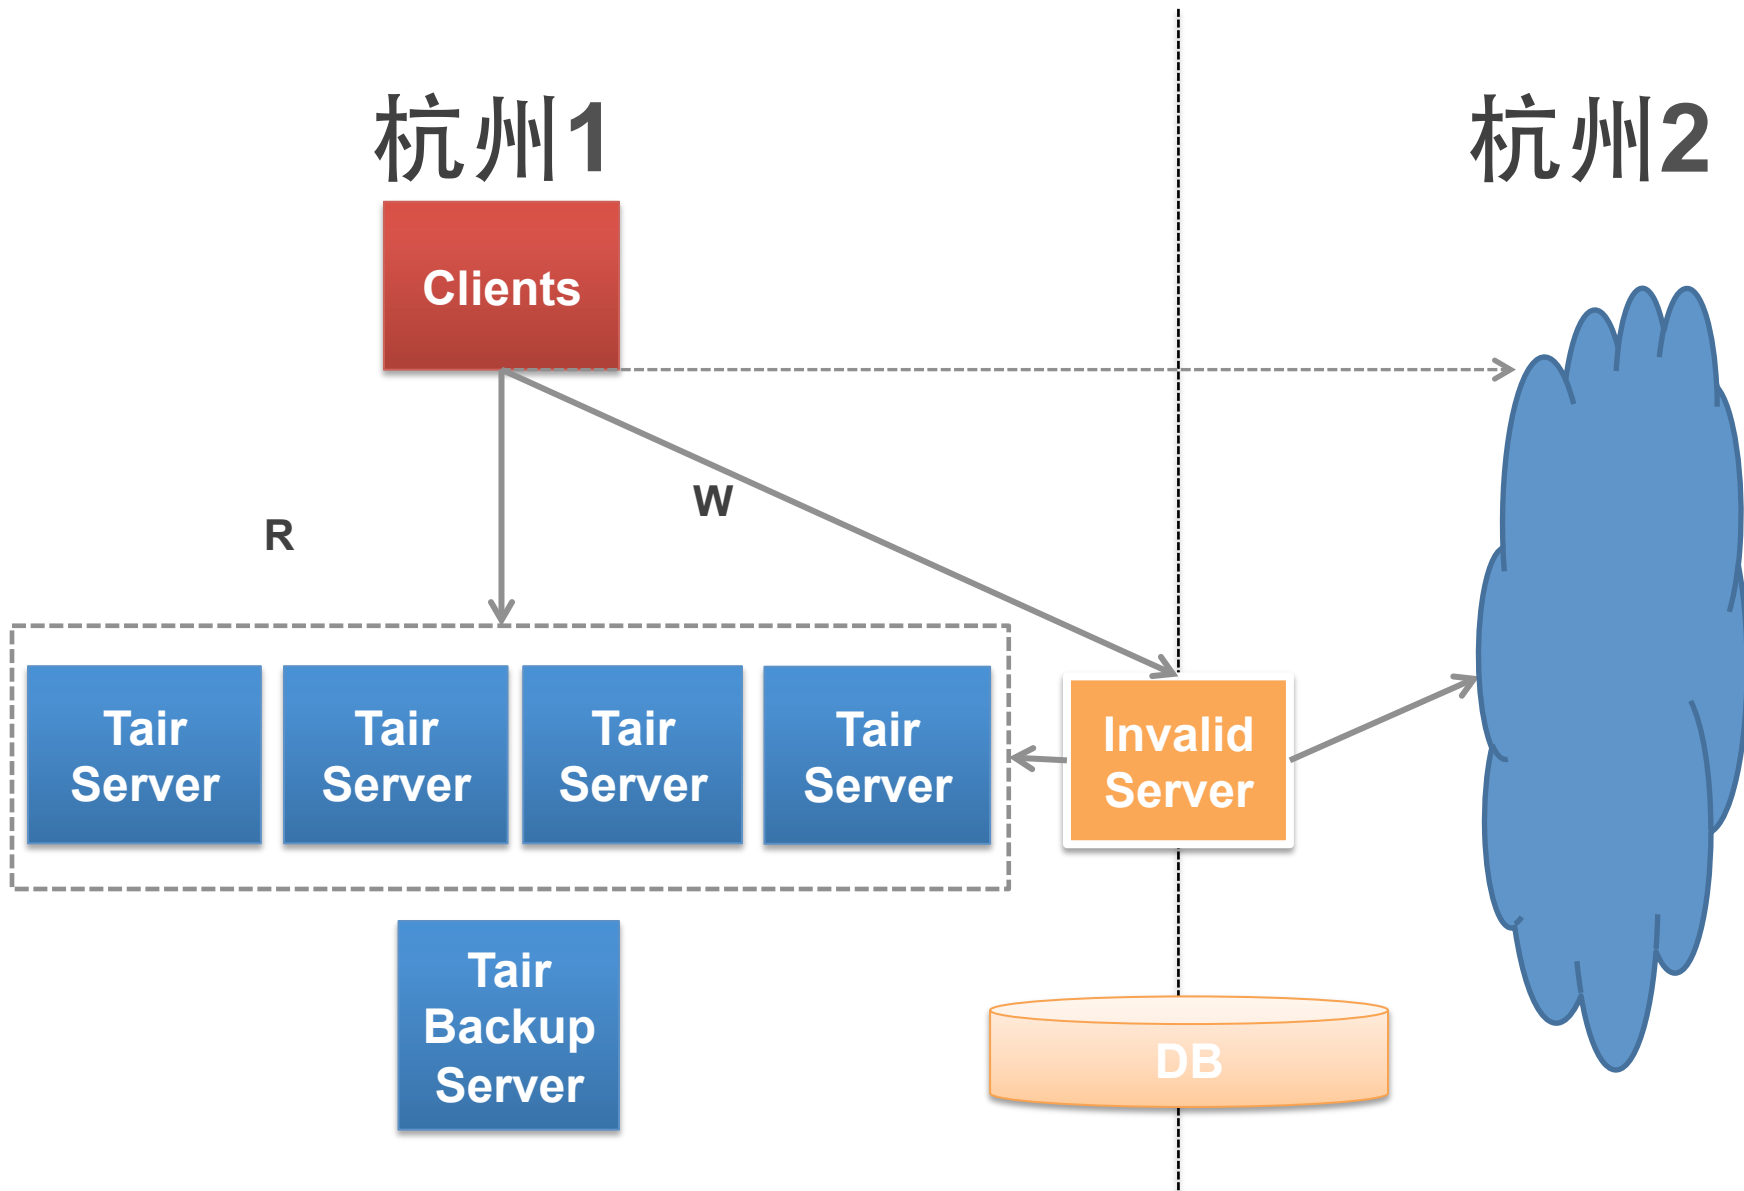 杭州1
杭州2
Clients
W
R
Tair
Server
Tair
Server
Tair
Server
Tair
Server
Invalid
Server
Tair
Backup
Server
DB